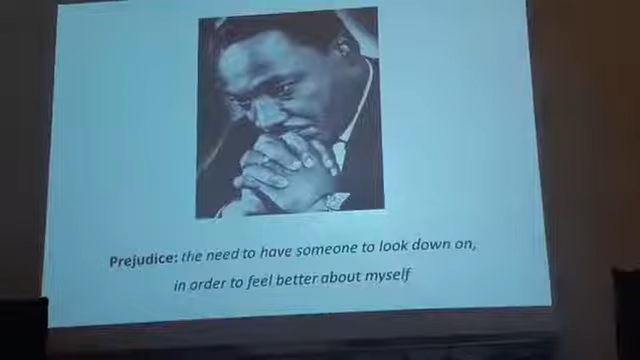 Prejudice: the need to have someone to look down on,
in order to feel better about myself